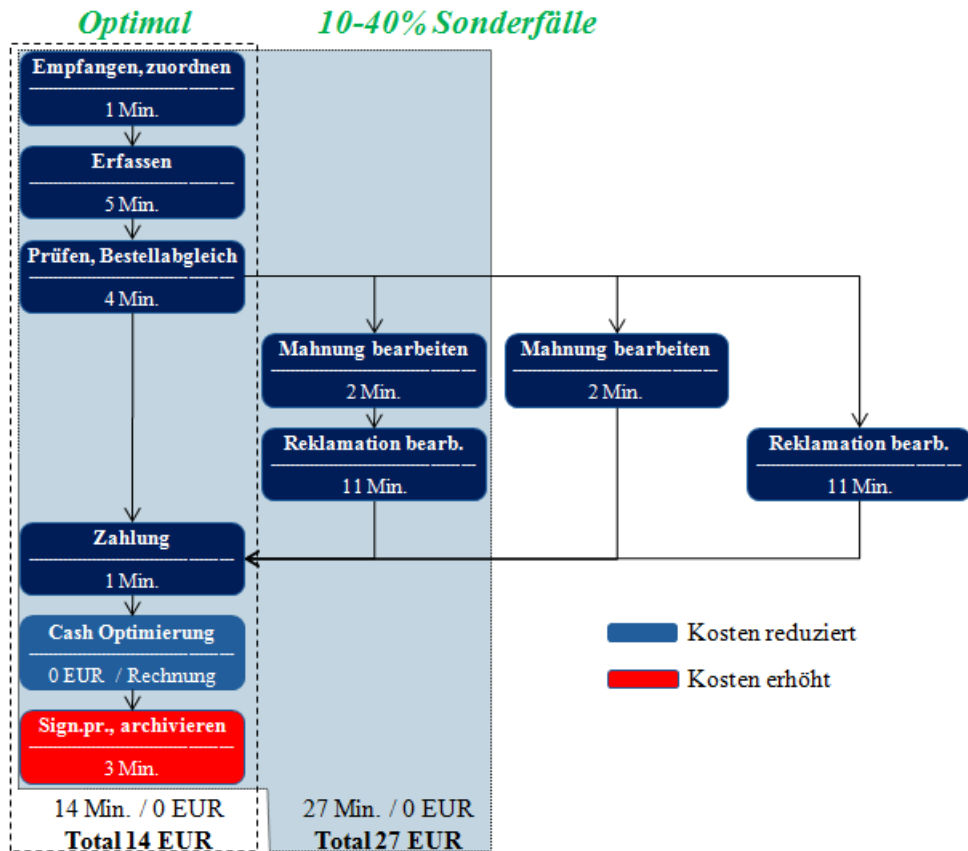 Optimal
10-40% Sonderfälle
Empfangen, zuordnen
1 Min.
Erfassen
5 Min.
Prüfen, Bestellabgleich
4 Min.
Mahnung bearbeiten
2 Min.
Mahnung bearbeiten
2 Min.
Reklamation bearb.
11 Min.
Reklamation bearb.
11 Min.
Zahlung
1 Min.
Cash Optimierung
0 EUR / Rechnung
Sign.pr., archivieren
3 Min.
Kosten reduziert
Kosten erhöht
14 Min. / 0 EUR
Total 14 EUR
27 Min. / 0 EUR
Total 27 EUR